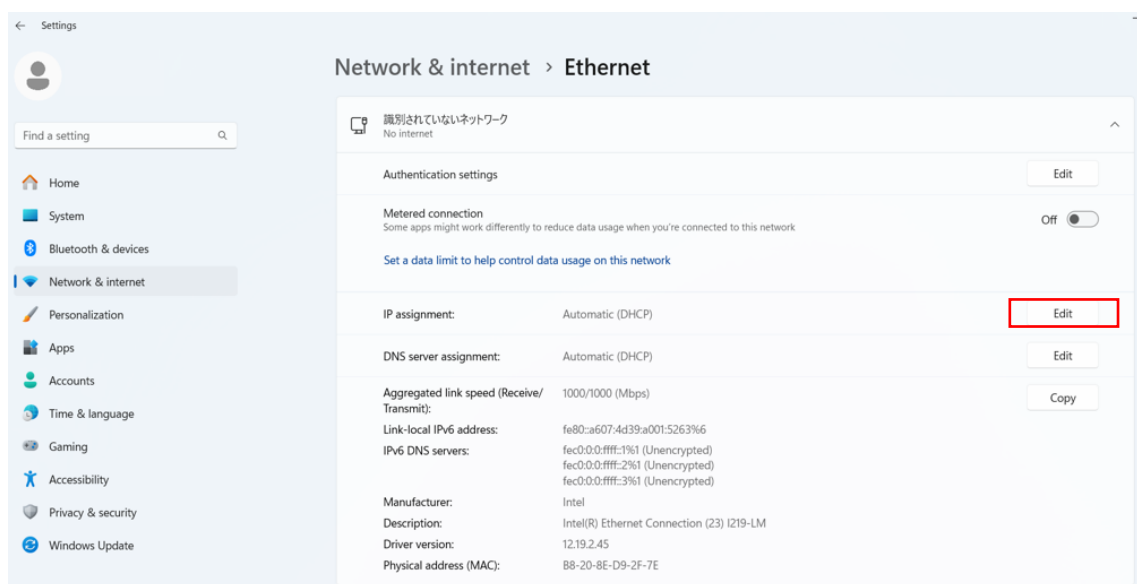 Settings
Network & internet > Ethernet
Find a setting
Home
System
Bluetooth & devices
Network & internet
Personalization
Apps
Accounts
Time & language
Gaming
Accessibility
Privacy & security
Windows Update
識別されていないネットワーク
No internet
Authentication settings
Edit
Metered connection
Some apps might work differently to reduce data usage when you're connected to this network
Off
Set a data limit to help control data usage on this network
IP assignment: Automatic (DHCP)
Edit
DNS server assignment: Automatic (DHCP)
Edit
Aggregated link speed (Receive/ 1000/1000 (Mbps)
Transmit):
Copy
Link-local IPv6 address: fe80::a607:4d39:a001:5263%6
IPv6 DNS servers: fec0:0:0:ffff::1%1 (Unencrypted)
fec0:0:0:ffff::2%1 (Unencrypted)
fec0:0:0:ffff::3%1 (Unencrypted)
Manufacturer: Intel
Description: Intel(R) Ethernet Connection (23) I219-LM
Driver version: 12.19.2.45
Physical address (MAC): B8-20-8E-D9-2F-7E